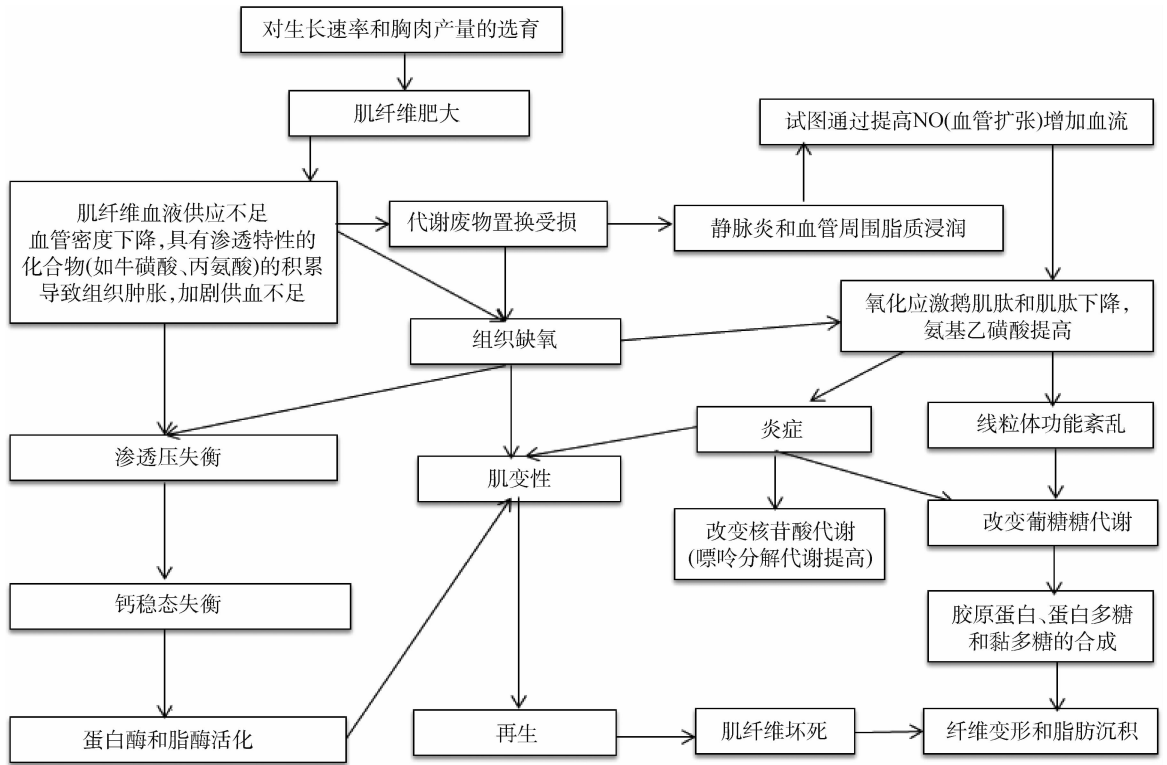 对生长速率和胸肉产量的选育
肌纤维肥大
试图通过提高NO(血管扩张)增加血流
肌纤维血液供应不足
血管密度下降,具有渗透特性的
化合物(如牛磺酸、丙氨酸)的积累
导致组织肿胀,加剧供血不足
代谢废物置换受损
静脉炎和血管周围脂质浸润
组织缺氧
氧化应激鹅肌肽和肌肽下降,
氨基乙磺酸提高
渗透压失衡
炎症
线粒体功能紊乱
肌变性
改变核苷酸代谢
(嘌呤分解代谢提高)
改变葡糖糖代谢
钙稳态失衡
胶原蛋白、蛋白多糖
和黏多糖的合成
蛋白酶和脂酶活化
再生
肌纤维坏死
纤维变形和脂肪沉积